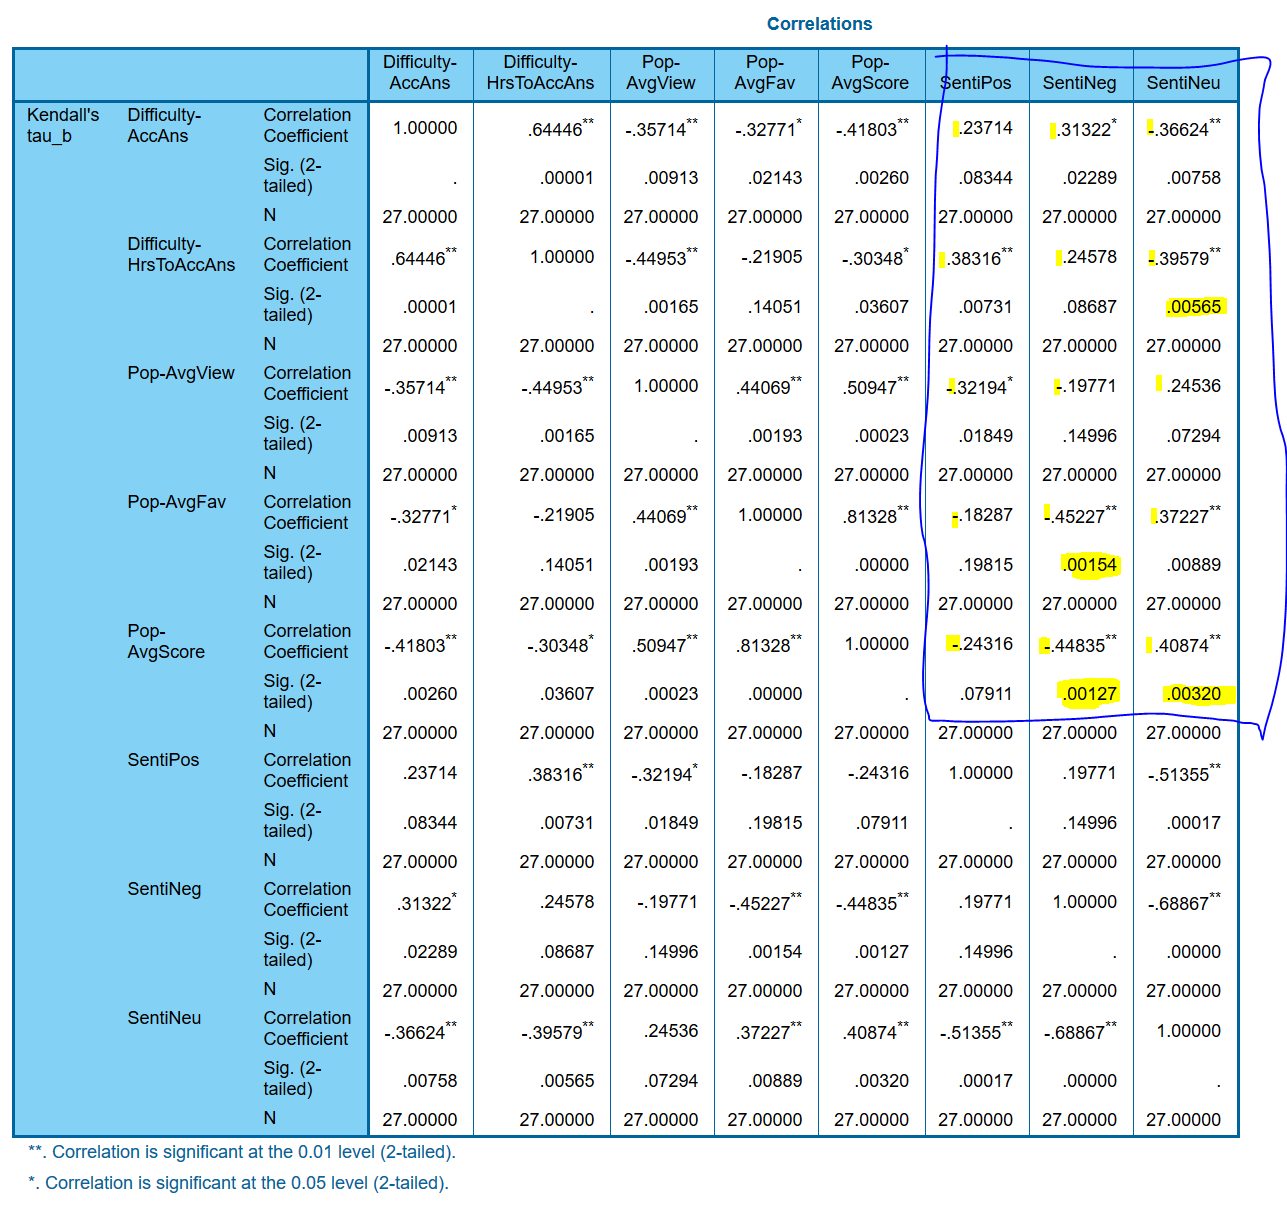 Correlations
Difficulty-AccAns Difficulty-HrsToAccAns Pop-AvgView Pop-AvgFav Pop-AvgScore SentiPos SentiNeg SentiNeu
Kendall's tau_b Difficulty-AccAns Correlation Coefficient 1.00000 .64446** -.35714** -.32771* -.41803** .23714 .31322* -.36624**
Sig. (2-tailed) . .00001 .00913 .02143 .00260 .08344 .02289 .00758
N 27.00000 27.00000 27.00000 27.00000 27.00000 27.00000 27.00000 27.00000
Difficulty-HrsToAccAns Correlation Coefficient .64446** 1.00000 -.44953** -.21905 -.30348* .38316** .24578 -.39579**
Sig. (2-tailed) .00001 . .00165 .14051 .03607 .00731 .08687 .00565
N 27.00000 27.00000 27.00000 27.00000 27.00000 27.00000 27.00000 27.00000
Pop-AvgView Correlation Coefficient -.35714** -.44953** 1.00000 .44069** .50947** -.32194* -.19771 .24536
Sig. (2-tailed) .00913 .00165 . .00193 .00023 .01849 .14996 .07294
N 27.00000 27.00000 27.00000 27.00000 27.00000 27.00000 27.00000 27.00000
Pop-AvgFav Correlation Coefficient -.32771* -.21905 .44069** 1.00000 .81328** -.18287 -.45227** .37227**
Sig. (2-tailed) .02143 .14051 .00193 . .00000 .19815 .00154 .00889
N 27.00000 27.00000 27.00000 27.00000 27.00000 27.00000 27.00000 27.00000
Pop-AvgScore Correlation Coefficient -.41803** -.30348* .50947** .81328** 1.00000 -.24316 -.44835** .40874**
Sig. (2-tailed) .00260 .03607 .00023 .00000 . .07911 .00127 .00320
N 27.00000 27.00000 27.00000 27.00000 27.00000 27.00000 27.00000 27.00000
SentiPos Correlation Coefficient .23714 .38316** -.32194* -.18287 -.24316 1.00000 .19771 -.51355**
Sig. (2-tailed) .08344 .00731 .01849 .19815 .07911 . .14996 .00017
N 27.00000 27.00000 27.00000 27.00000 27.00000 27.00000 27.00000 27.00000
SentiNeg Correlation Coefficient .31322* .24578 -.19771 -.45227** -.44835** .19771 1.00000 -.68867**
Sig. (2-tailed) .02289 .08687 .14996 .00154 .00127 .14996 . .00000
N 27.00000 27.00000 27.00000 27.00000 27.00000 27.00000 27.00000 27.00000
SentiNeu Correlation Coefficient -.36624** -.39579** .24536 .37227** .40874** -.51355** -.68867** 1.00000
Sig. (2-tailed) .00758 .00565 .07294 .00889 .00320 .00017 .00000 .
N 27.00000 27.00000 27.00000 27.00000 27.00000 27.00000 27.00000 27.00000
**. Correlation is significant at the 0.01 level (2-tailed).
*. Correlation is significant at the 0.05 level (2-tailed).